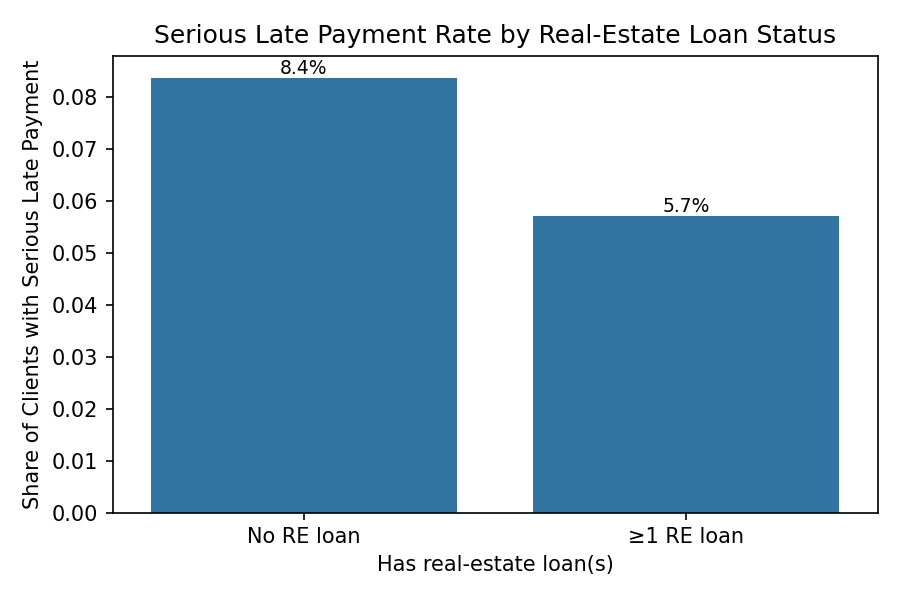 Serious Late Payment Rate by Real-Estate Loan Status
Share of Clients with Serious Late Payment
0.08
0.07
0.06
0.05
0.04
0.03
0.02
0.01
0.00
8.4%
5.7%
No RE loan
≥1 RE loan
Has real-estate loan(s)